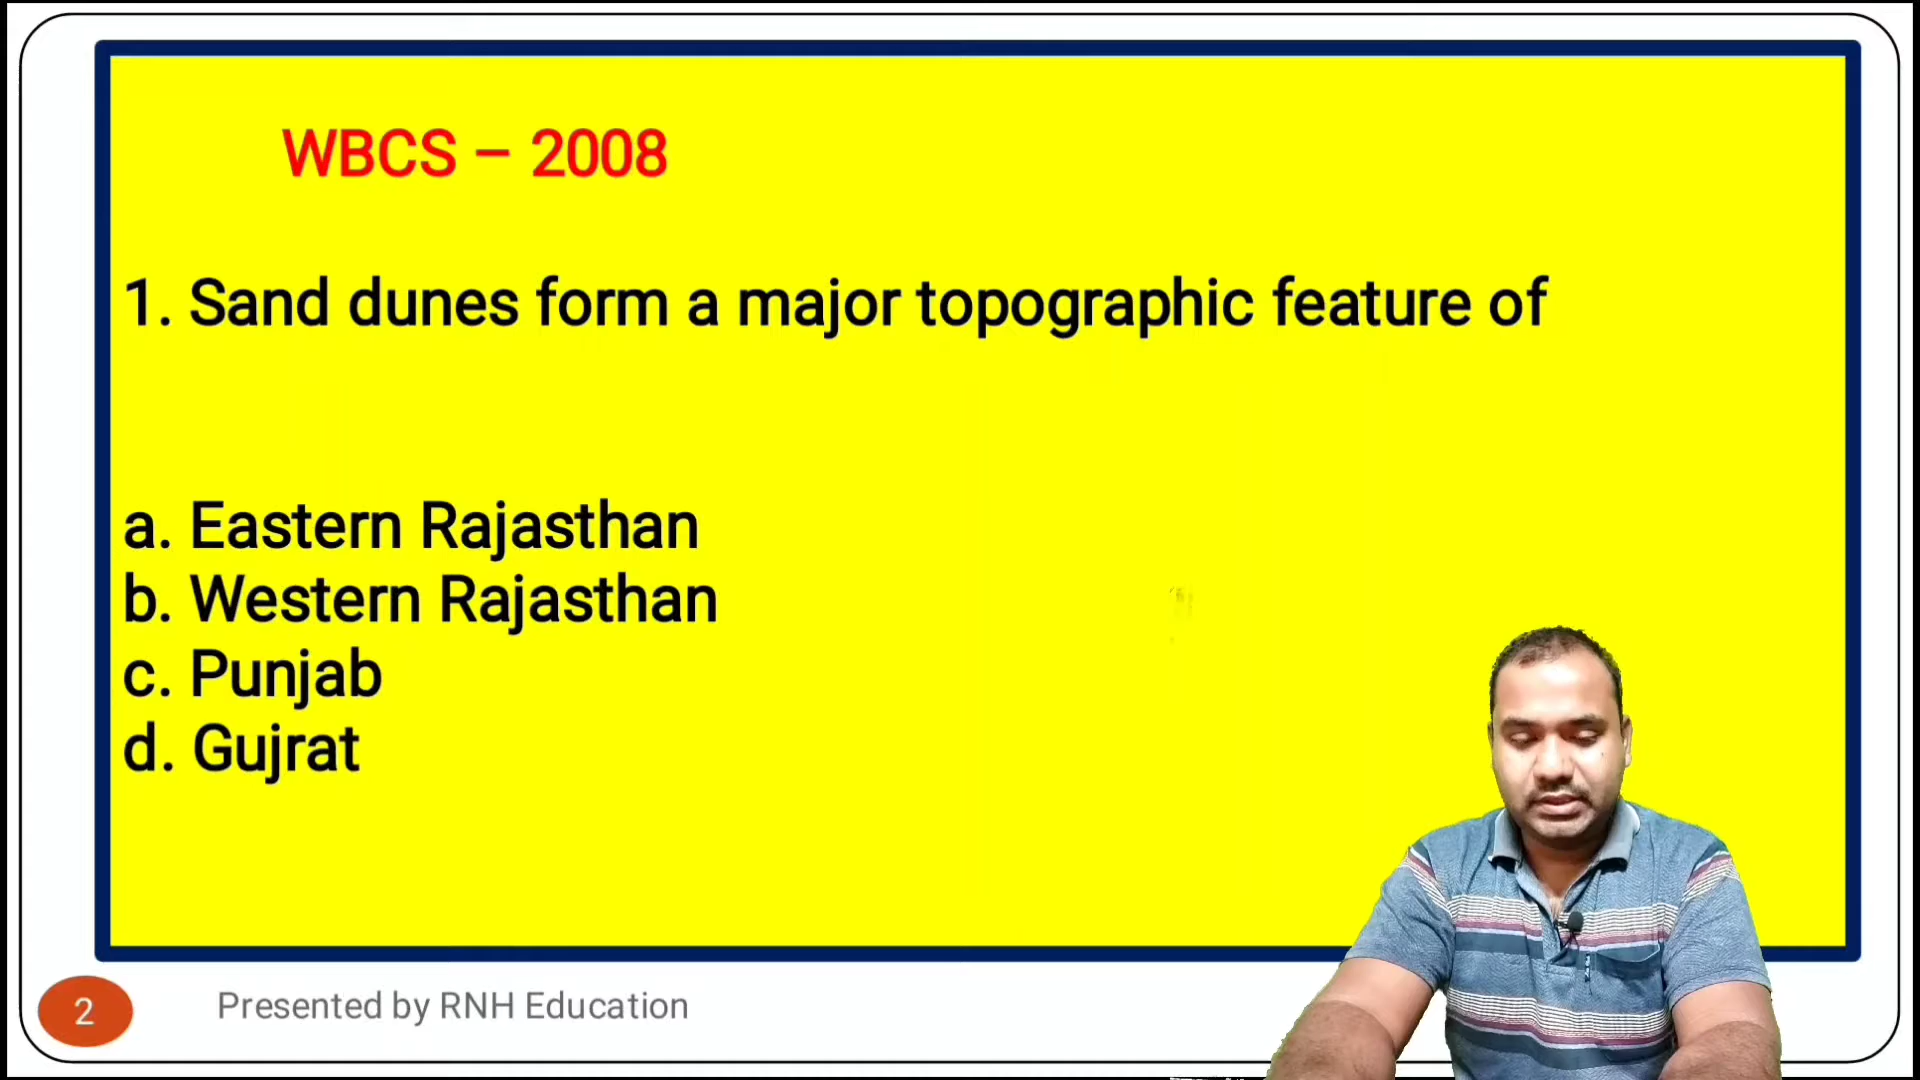 WBCS – 2008
1. Sand dunes form a major topographic feature of
a. Eastern Rajasthan
b. Western Rajasthan
c. Punjab
d. Gujrat
2
Presented by RNH Education